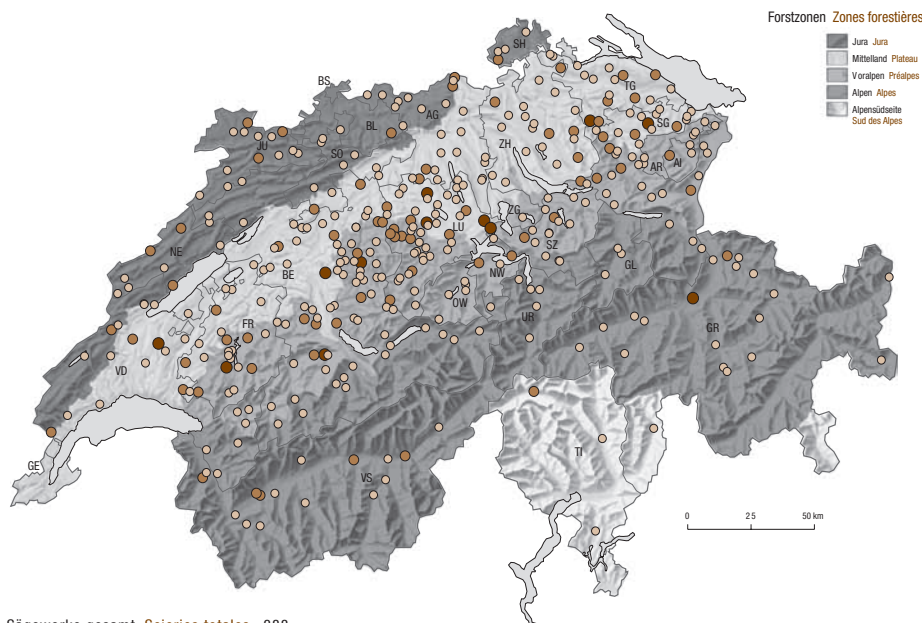 Forstzonen Zones forestières
Jura Jura
Mittelland Plateau
Voralpen Préalpes
Alpen Alpes
Alpensüdseite
Sud des Alpes
SH
BS
TG
BL
AG
SG
JU
SO
ZH
AR
AI
ZG
LU
SZ
NE
BE
NW
GL
OW
FR
UR
GR
VD
GE
VS
TI
0 25 50 km